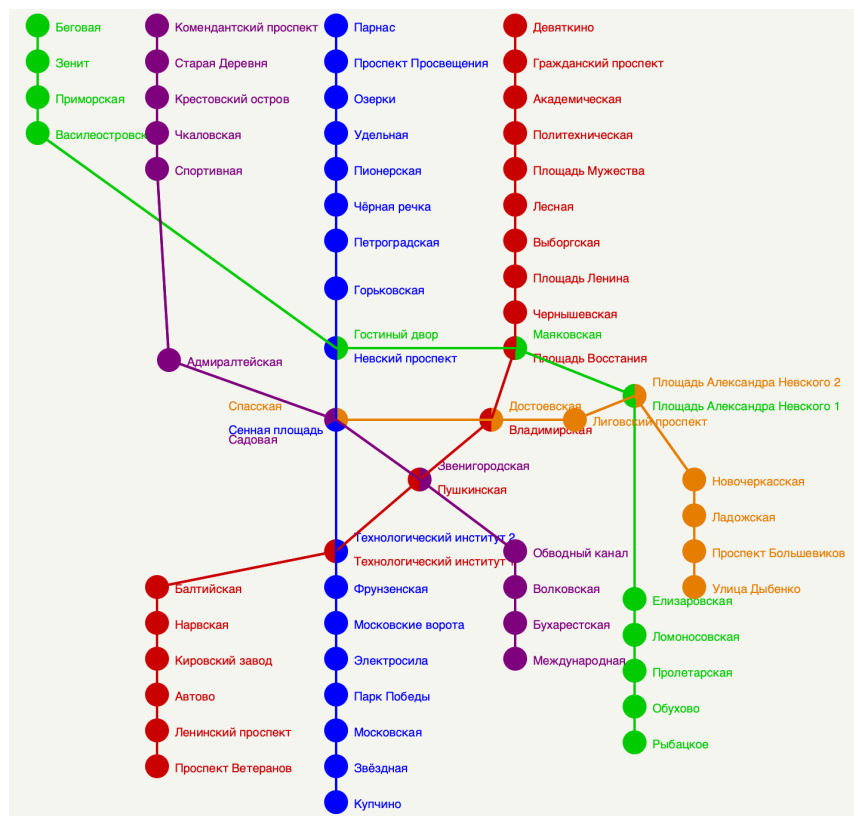 Беговая
Комендантский проспект
Парнас
Девяткино
Зенит
Старая Деревня
Проспект Просвещения
Гражданский проспект
Приморская
Крестовский остров
Озерки
Академическая
Василеостровск
Чкаловская
Удельная
Политехническая
Спортивная
Пионерская
Площадь Мужества
Чёрная речка
Лесная
Петроградская
Выборгская
Горьковская
Площадь Ленина
Чернышевская
Гостиный двор
Маяковская
Невский проспект
Площадь Восстания
Адмиралтейская
Площадь Александра Невского 2
Площадь Александра Невского 1
Спасская
Достоевская
Лиговский проспект
Сенная площадь
Владимирская
Садовая
Звенигородская
Пушкинская
Новочеркасская
Ладожская
Технологический институт 2
Обводный канал
Проспект Большевиков
Технологический институт 1
Балтийская
Фрунзенская
Волковская
Улица Дыбенко
Елизаровская
Нарвская
Московские ворота
Бухарестская
Ломоносовская
Кировский завод
Электросила
Международная
Пролетарская
Автово
Парк Победы
Обухово
Ленинский проспект
Московская
Рыбацкое
Проспект Ветеранов
Звёздная
Купчино